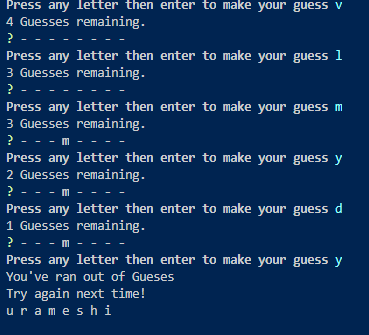 Press any letter then enter to make your guess v
4 Guesses remaining.
? - - - - - - - -
Press any letter then enter to make your guess l
3 Guesses remaining.
? - - - - - - - -
Press any letter then enter to make your guess m
3 Guesses remaining.
? - - - m - - - -
Press any letter then enter to make your guess y
2 Guesses remaining.
? - - - m - - - -
Press any letter then enter to make your guess d
1 Guesses remaining.
? - - - m - - - -
Press any letter then enter to make your guess y
You've ran out of Gueses
Try again next time!
u r a m e s h i